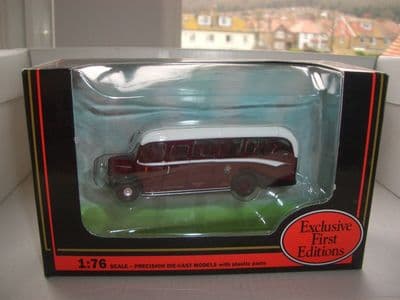 Exclusive
First
Editions
1:76 SCALE - PRECISION DIE-CAST MODELS with plastic parts